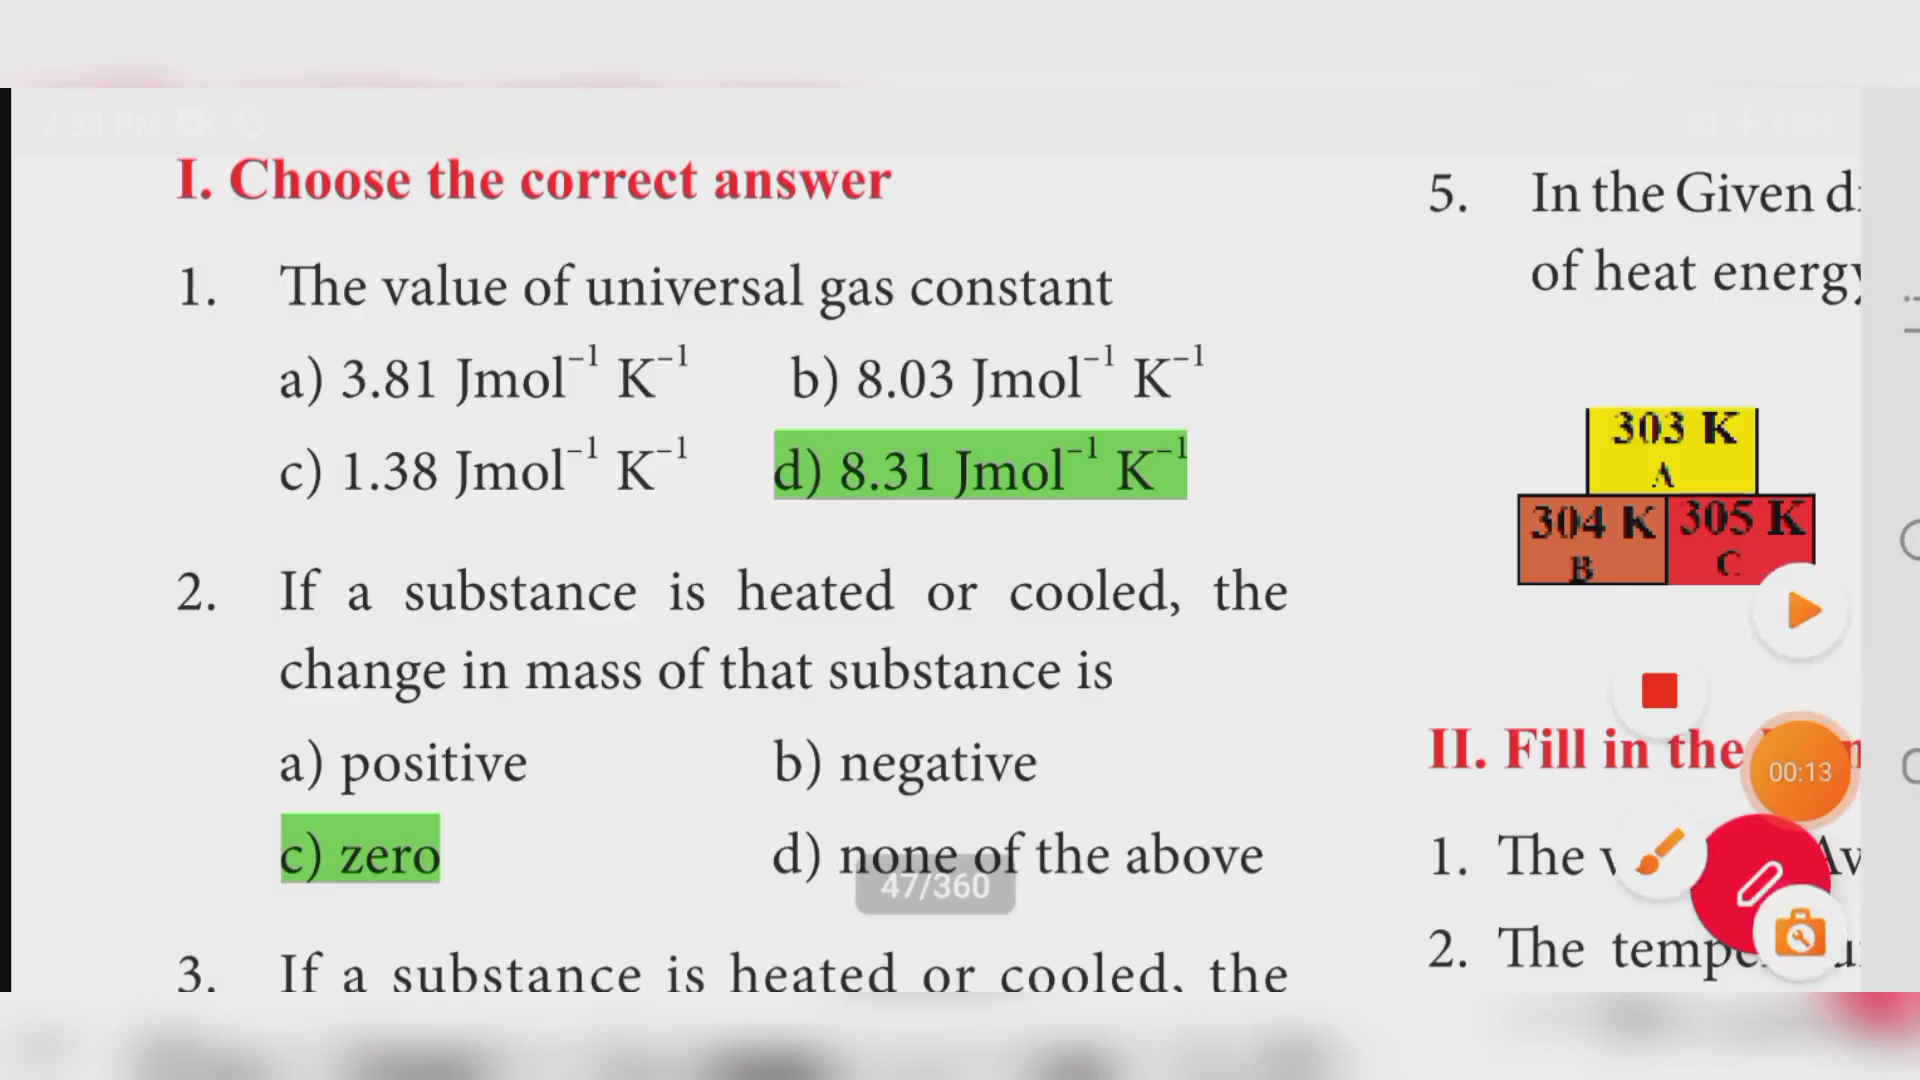 2:34 PM
I. Choose the correct answer
1. The value of universal gas constant
a) 3.81 Jmol⁻¹ K⁻¹ b) 8.03 Jmol⁻¹ K⁻¹
c) 1.38 Jmol⁻¹ K⁻¹ d) 8.31 Jmol⁻¹ K⁻¹
2. If a substance is heated or cooled, the
change in mass of that substance is
a) positive b) negative
c) zero d) none of the above
47/360
3. If a substance is heated or cooled, the
5. In the Given
of heat energy
303 K
A
304 K 305 K
B C
II. Fill in the
00:13
1. The
2. The